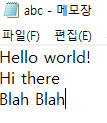 abc - 메모장
파일(F) 편집(E)
Hello world!
Hi there
Blah Blah